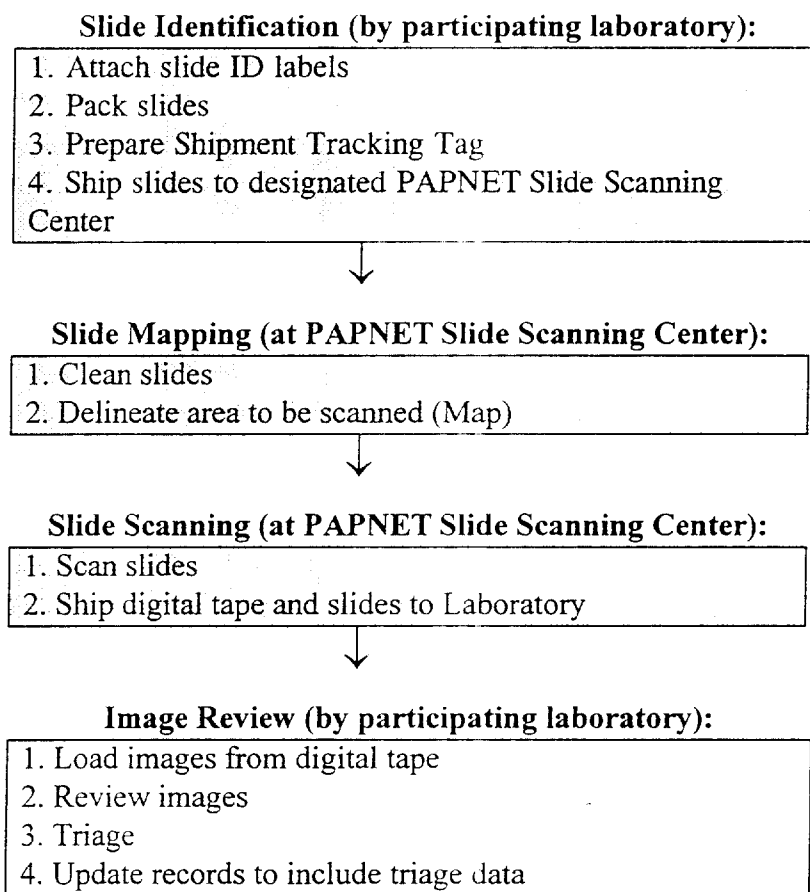 Slide Identification (by participating laboratory):
1. Attach slide ID labels
2. Pack slides
3. Prepare Shipment Tracking Tag
4. Ship slides to designated PAPNET Slide Scanning
Center
Slide Mapping (at PAPNET Slide Scanning Center):
1. Clean slides
2. Delineate area to be scanned (Map)
Slide Scanning (at PAPNET Slide Scanning Center):
1. Scan slides
2. Ship digital tape and slides to Laboratory
Image Review (by participating laboratory):
1. Load images from digital tape
2. Review images
3. Triage
4. Update records to include triage data